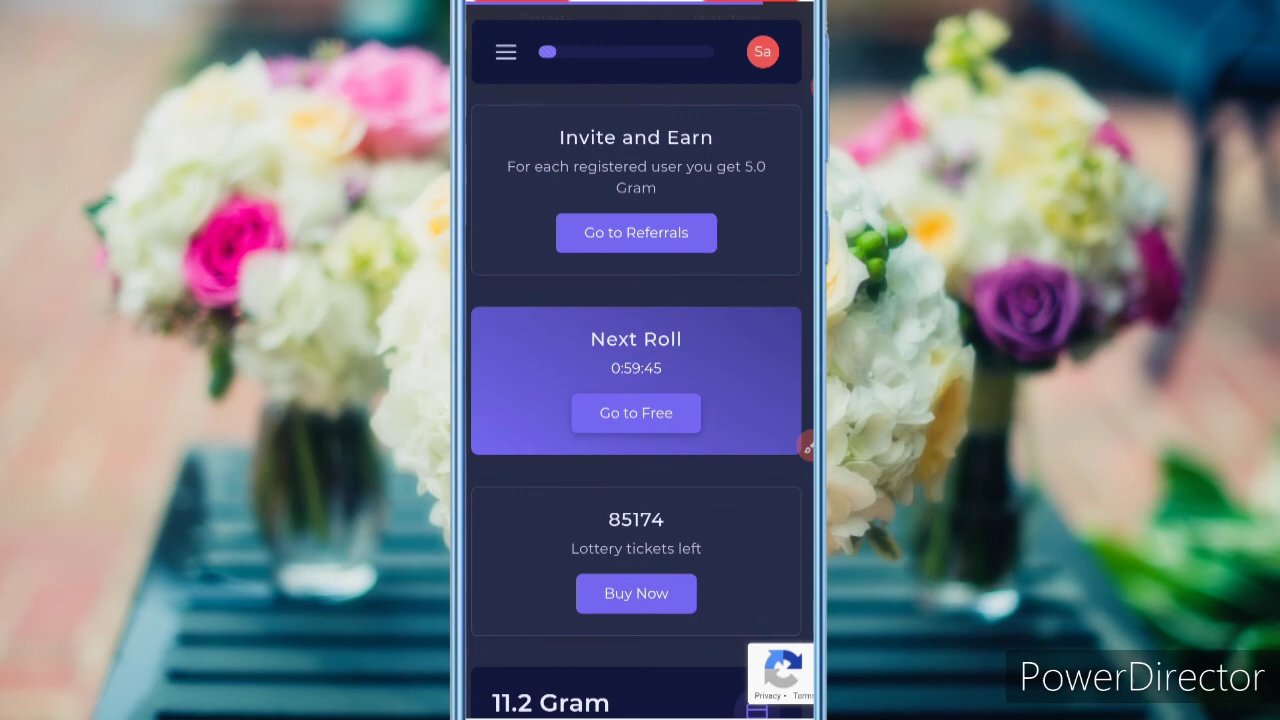 Sa
Invite and Earn
For each registered user you get 5.0
Gram
Go to Referrals
Next Roll
0:59:45
Go to Free
85174
Lottery tickets left
Buy Now
11.2 Gram
Privacy • Terms
PowerDirector